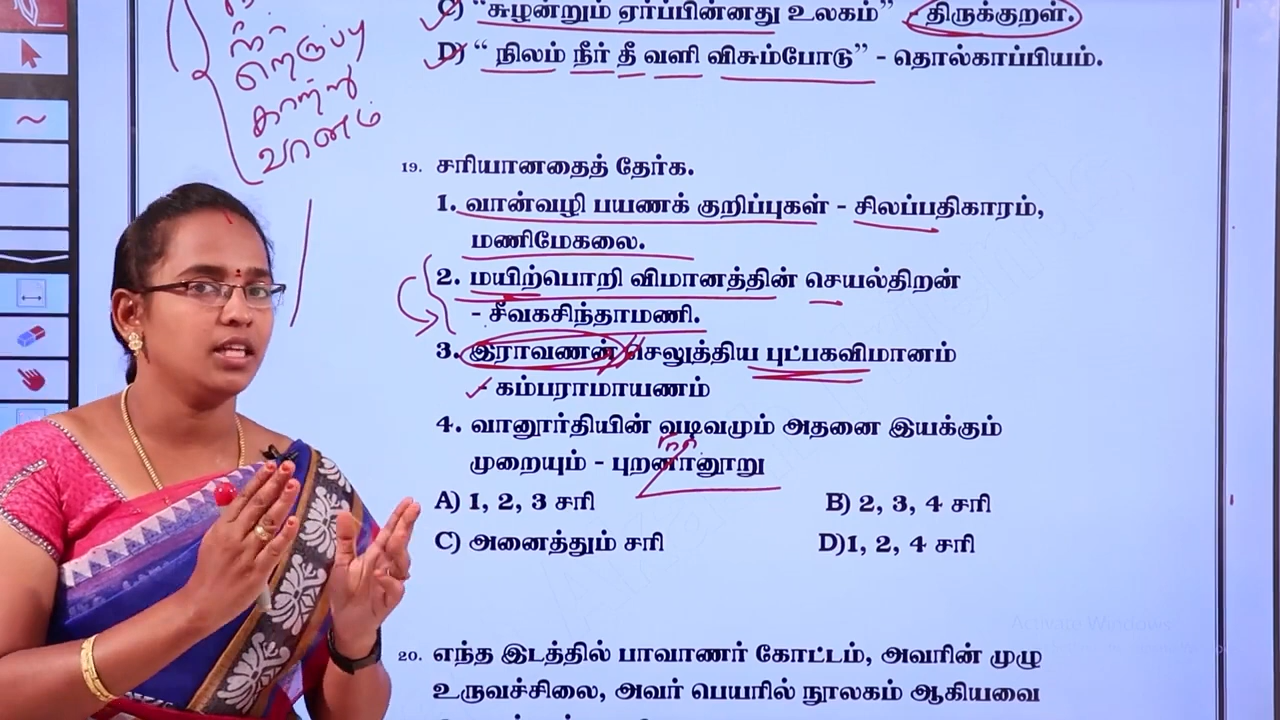 நெருப்பு
காற்று
வானம்
C) “சுழன்றும் ஏர்ப்பின்னது உலகம்” - திருக்குறள்.
D) “ நிலம் நீர் தீ வளி விசும்போடு” - தொல்காப்பியம்.
19. சரியானதைத் தேர்க.
1. வான்வழி பயணக் குறிப்புகள் - சிலப்பதிகாரம்,
மணிமேகலை.
2. மயிற்பொறி விமானத்தின் செயல்திறன்
- சீவகசிந்தாமணி.
3. இராவணன் செலுத்திய புட்பகவிமானம்
- கம்பராமாயணம்
4. வானூர்தியின் வடிவமும் அதனை இயக்கும்
முறையும் - புறனானூறு
A) 1, 2, 3 சரி
B) 2, 3, 4 சரி
C) அனைத்தும் சரி
D)1, 2, 4 சரி
Activate Windows
20. எந்த இடத்தில் பாவாணர் கோட்டம், அவரின் முழு
உருவச்சிலை, அவர் பெயரில் நூலகம் ஆகியவை